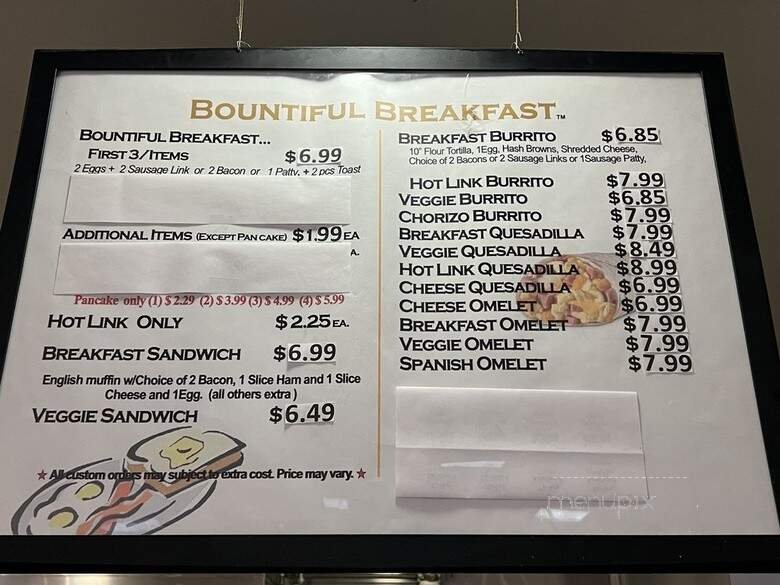 BOUNTIFUL BREAKFAST™
BOUNTIFUL BREAKFAST...
FIRST 3/ITEMS $6.99
2 Eggs + 2 Sausage Link or 2 Bacon or 1 Patty, + 2 pcs Toast
ADDITIONAL ITEMS (EXCEPT PAN CAKE) $1.99 EA
A.
Pancake only (1) $ 2.29 (2) $ 3.99 (3) $ 4.99 (4) $ 5.99
HOT LINK ONLY $2.25 EA.
BREAKFAST SANDWICH $6.99
English muffin w/Choice of 2 Bacon, 1 Slice Ham and 1 Slice
Cheese and 1Egg. (all others extra)
VEGGIE SANDWICH $6.49
★ All custom orders may subject to extra cost. Price may vary. ★
BREAKFAST BURRITO $6.85
10" Flour Tortilla, 1Egg, Hash Browns, Shredded Cheese,
Choice of 2 Bacons or 2 Sausage Links or 1Sausage Patty,
HOT LINK BURRITO $7.99
VEGGIE BURRITO $6.85
CHORIZO BURRITO $7.99
BREAKFAST QUESADILLA $7.99
VEGGIE QUESADILLA $8.49
HOT LINK QUESADILLA $8.99
CHEESE QUESADILLA $6.99
CHEESE OMELET $6.99
BREAKFAST OMELET $7.99
VEGGIE OMELET $7.99
SPANISH OMELET $7.99
menupix